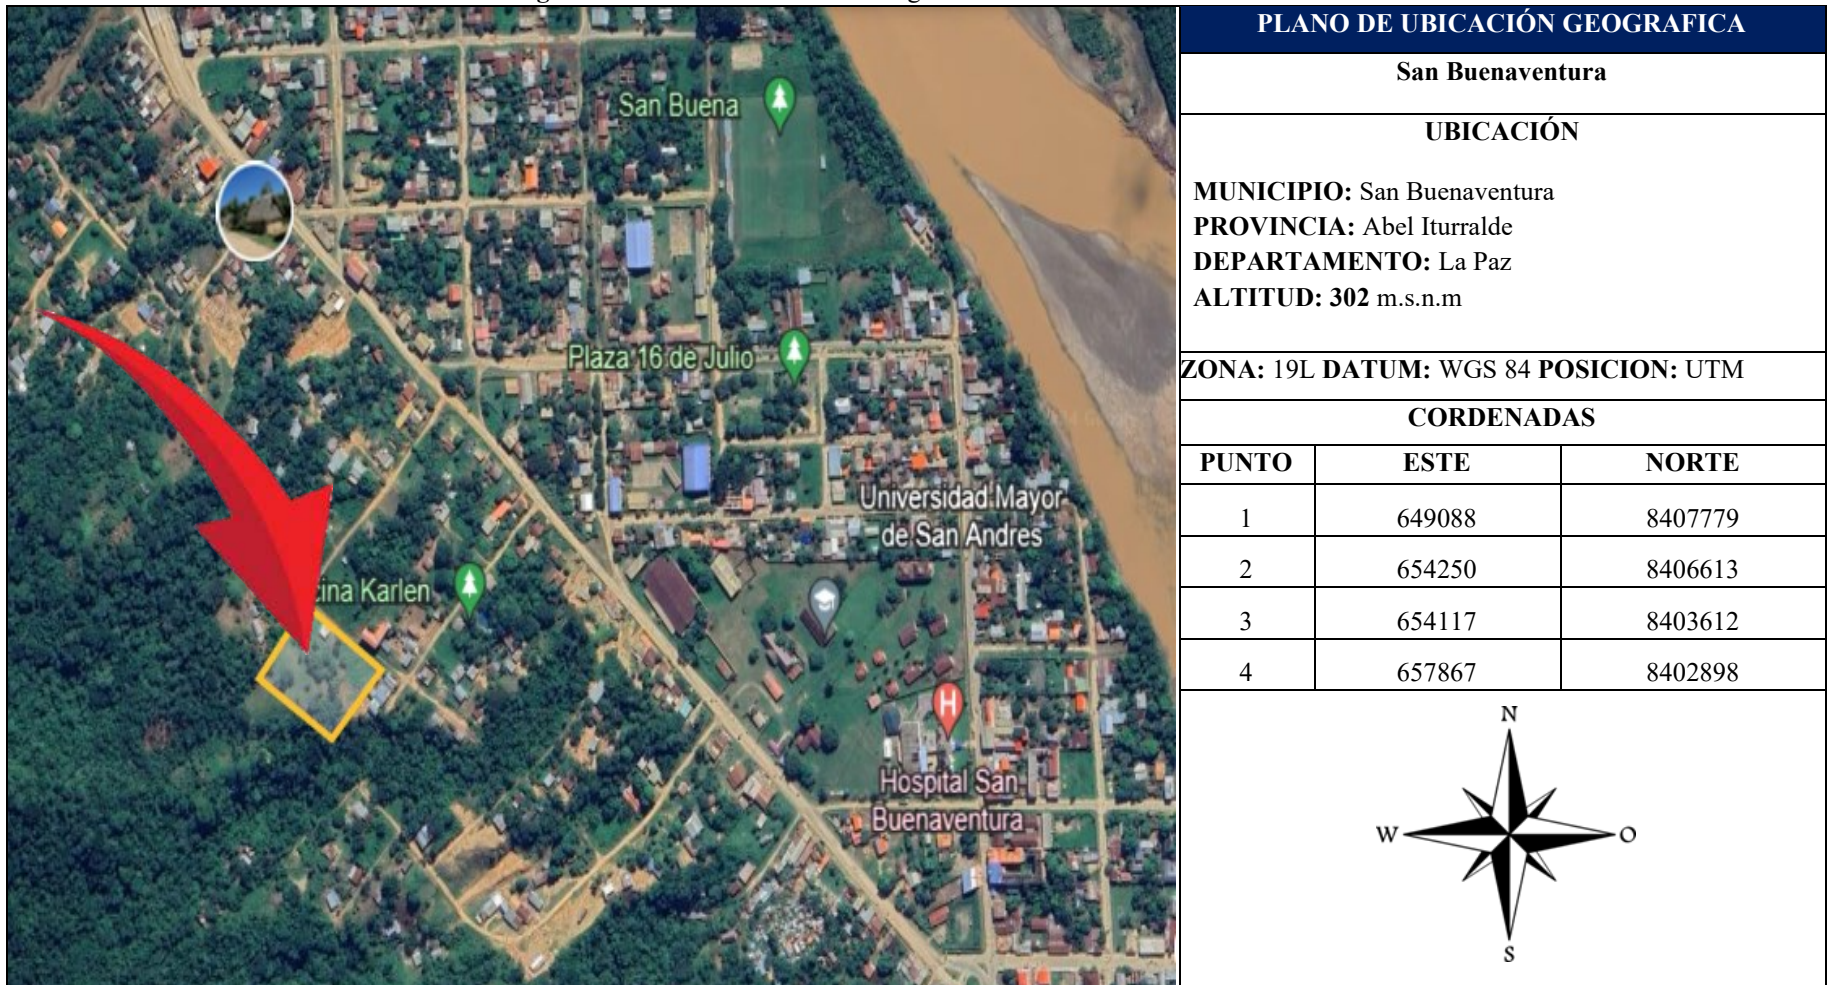 San Buena
Plaza 16 de Julio
Universidad Mayor
de San Andres
cina Karlen
Hospital San
Buenaventura
PLANO DE UBICACIÓN GEOGRAFICA
San Buenaventura
UBICACIÓN
MUNICIPIO: San Buenaventura
PROVINCIA: Abel Iturralde
DEPARTAMENTO: La Paz
ALTITUD: 302 m.s.n.m
ZONA: 19L DATUM: WGS 84 POSICION: UTM
CORDENADAS
PUNTO ESTE NORTE
1 649088 8407779
2 654250 8406613
3 654117 8403612
4 657867 8402898
N
W O
S